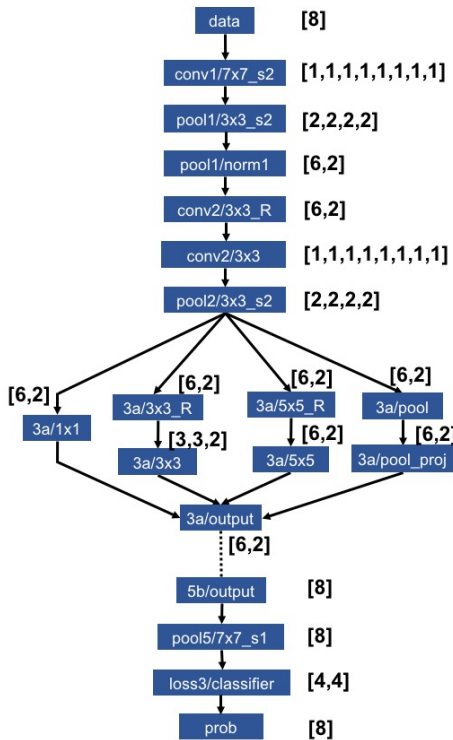 data [8]
conv1/7x7_s2 [1,1,1,1,1,1,1,1]
pool1/3x3_s2 [2,2,2,2]
pool1/norm1 [6,2]
conv2/3x3_R [6,2]
conv2/3x3 [1,1,1,1,1,1,1,1]
pool2/3x3_s2 [2,2,2,2]
[6,2] [6,2] [6,2] [6,2]
3a/1x1 3a/3x3_R 3a/5x5_R 3a/pool
[3,3,2] [6,2] [6,2]
3a/3x3 3a/5x5 3a/pool_proj
3a/output
[6,2]
5b/output [8]
pool5/7x7_s1 [8]
loss3/classifier [4,4]
prob [8]